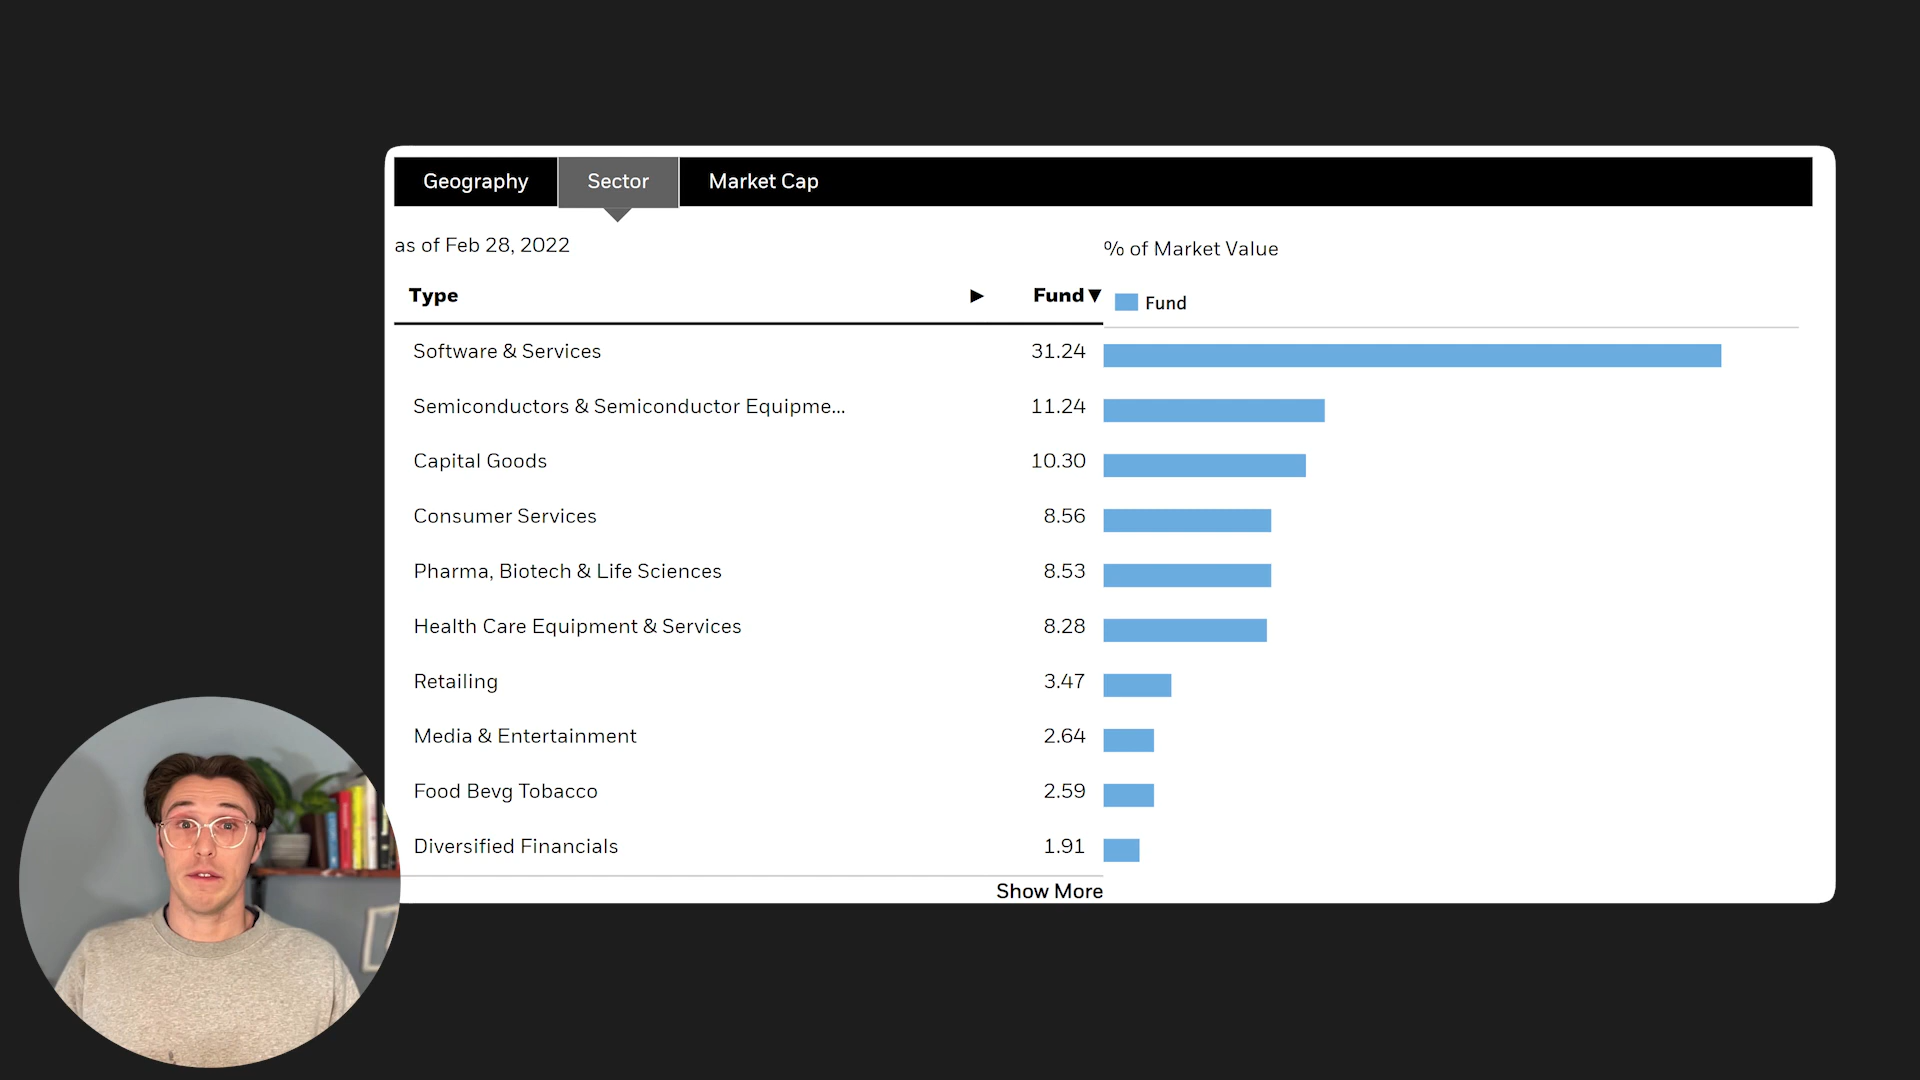 Geography Sector Market Cap
as of Feb 28, 2022
% of Market Value
Type ▶ Fund ▼
Fund
Software & Services 31.24
Semiconductors & Semiconductor Equipme... 11.24
Capital Goods 10.30
Consumer Services 8.56
Pharma, Biotech & Life Sciences 8.53
Health Care Equipment & Services 8.28
Retailing 3.47
Media & Entertainment 2.64
Food Bevg Tobacco 2.59
Diversified Financials 1.91
Show More